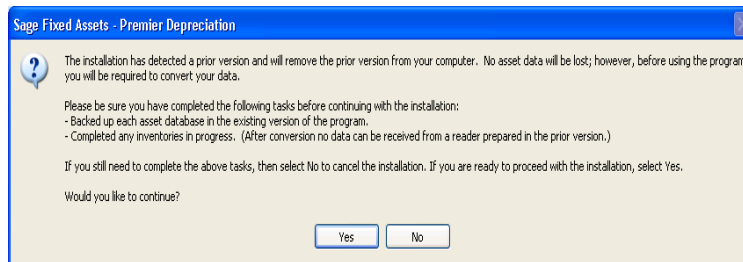 Sage Fixed Assets - Premier Depreciation
The installation has detected a prior version and will remove the prior version from your computer.  No asset data will be lost; however, before using the program
you will be required to convert your data.
Please be sure you have completed the following tasks before continuing with the installation:
- Backed up each asset database in the existing version of the program.
- Completed any inventories in progress.  (After conversion no data can be received from a reader prepared in the prior version.)
If you still need to complete the above tasks, then select No to cancel the installation. If you are ready to proceed with the installation, select Yes.
Would you like to continue?
Yes No